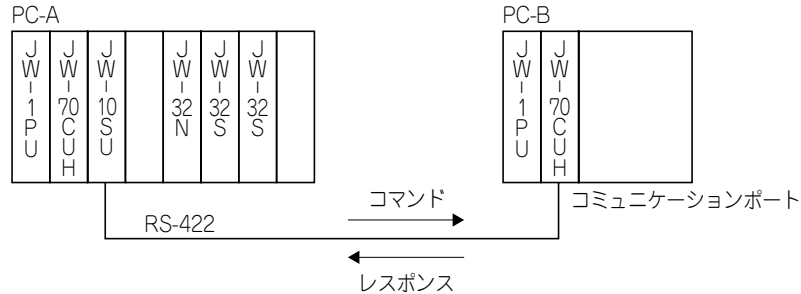 PC-A
JW-1PU
JW-70CUH
JW-10SU
JW-32N
JW-32S
JW-32S
PC-B
JW-1PU
JW-70CUH
コミュニケーションポート
RS-422
コマンド
レスポンス